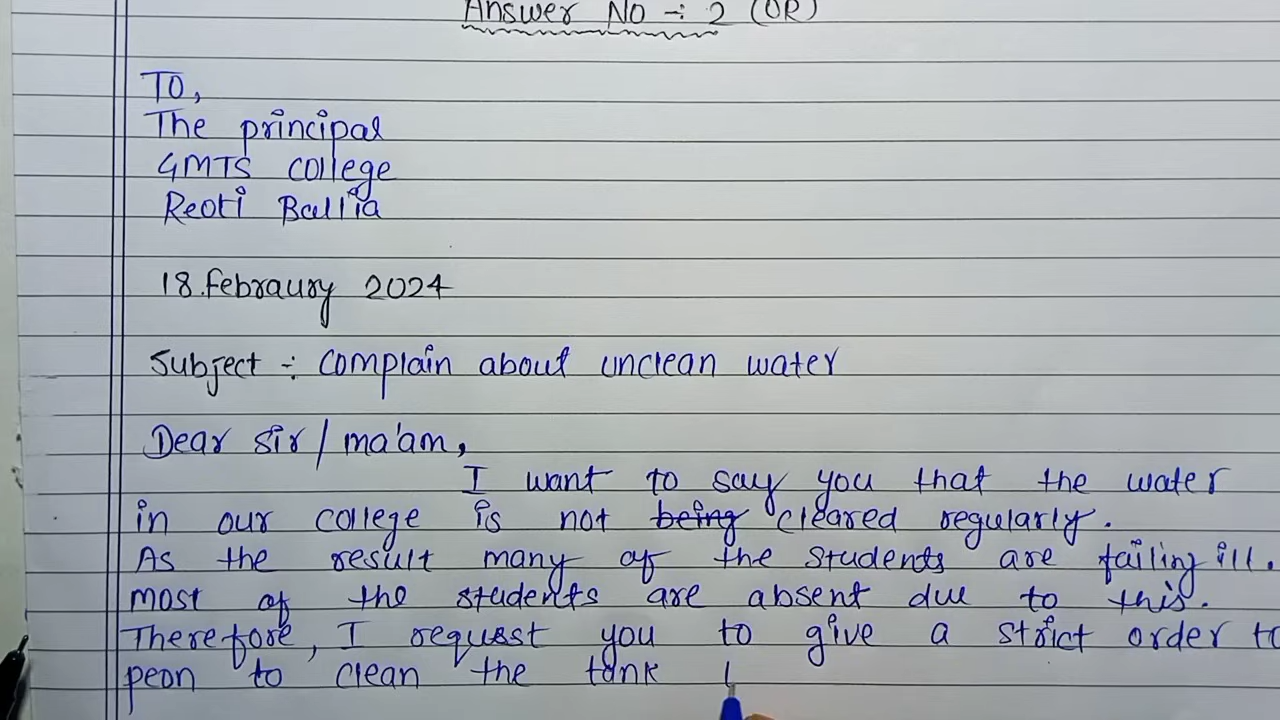 Answer No -: 2 (OR)
TO,
The principal
GMTS college
Reoti Ballia
18.Febraury 2024
Subject -: complain about unclean water
Dear sir / ma'am,
I want to say you that the water
in our college is not being cleared regularly.
As the result many of the students are failing ill.
most of the students are absent due to this.
Therefore, I request you to give a strict order to
peon to clean the tank